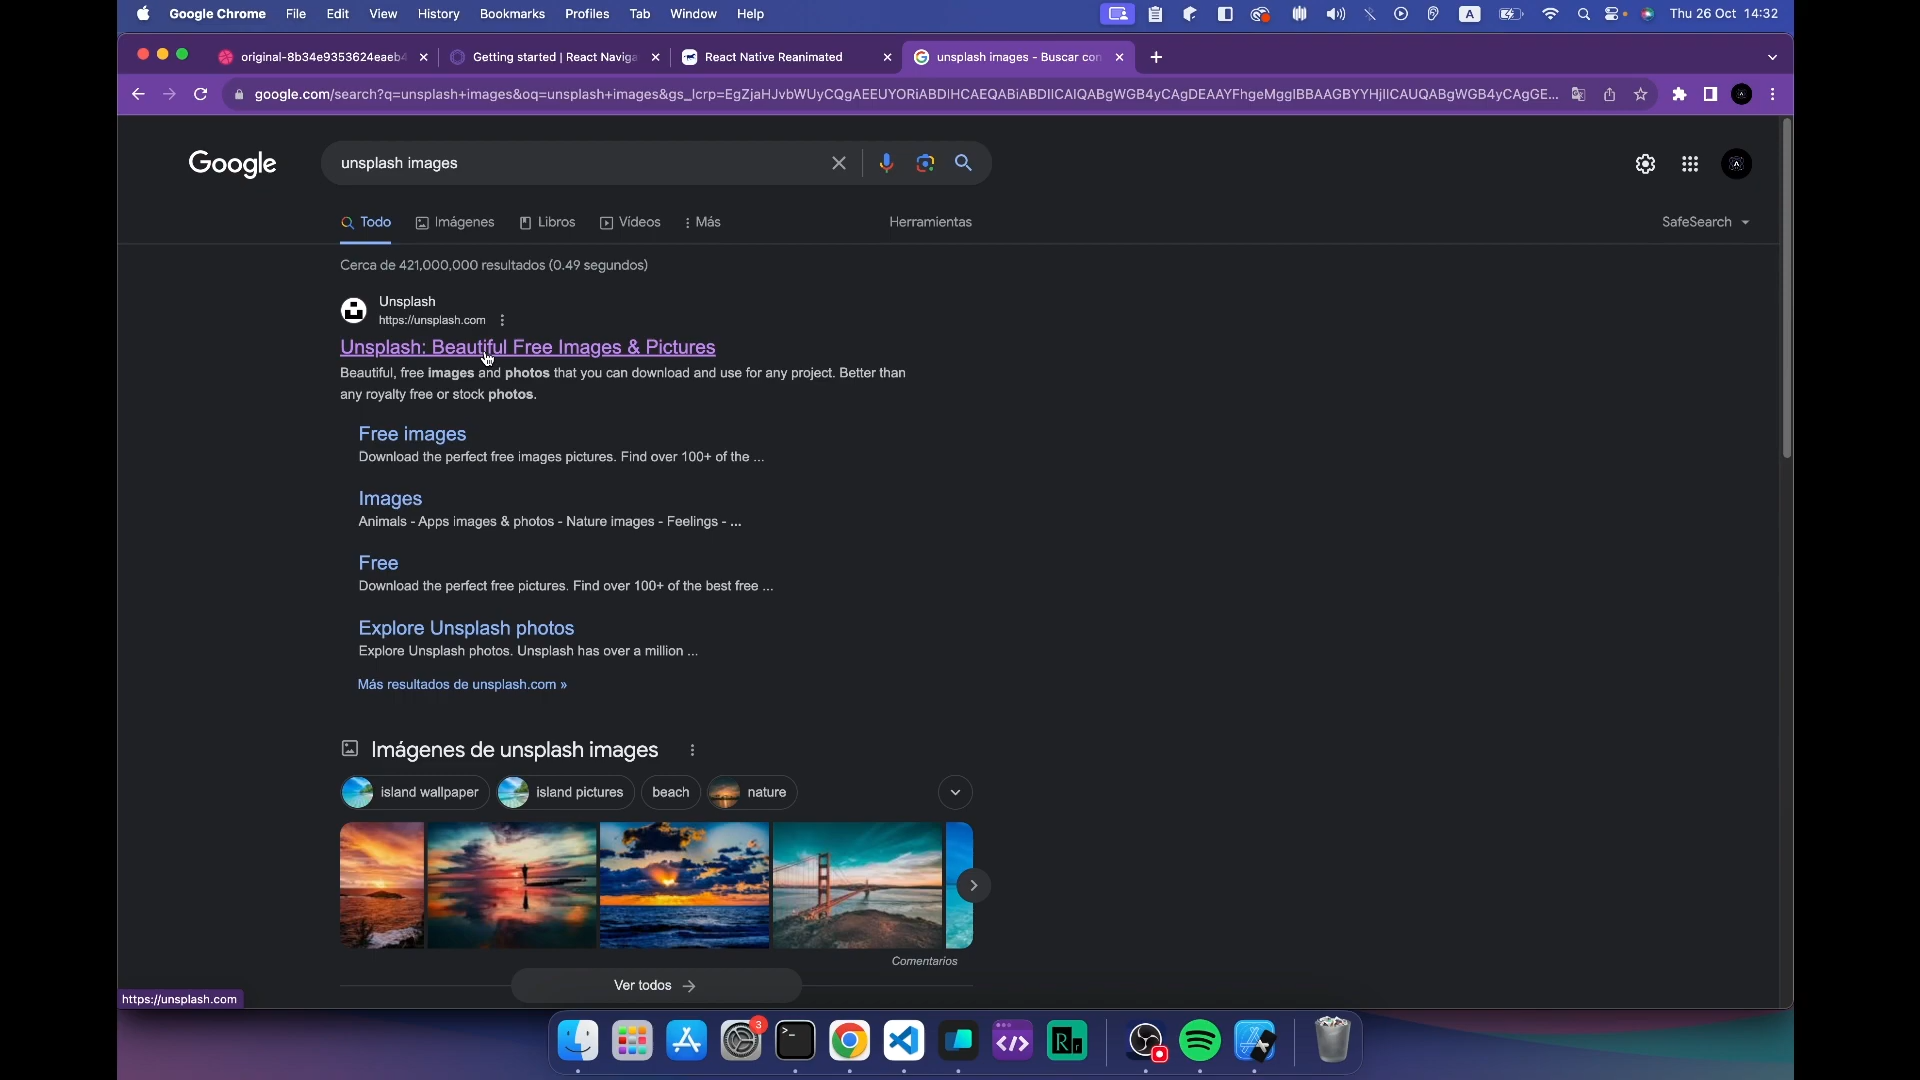 Google Chrome File Edit View History Bookmarks Profiles Tab Window Help
A
Thu 26 Oct 14:32
original-8b34e9353624eaeb4
Getting started | React Naviga
React Native Reanimated
unsplash images - Buscar con
google.com/search?q=unsplash+images&oq=unsplash+images&gs_lcrp=EgZjaHJvbWUyCQgAEEUYORiABDIHCAEQABiABDIICAIQABgWGB4yCAgDEAAYFhgeMggIBBAAGBYYHjIICAUQABgWGB4yCAgGE...
Google
unsplash images
Todo
Imágenes
Libros
Vídeos
Más
Herramientas
SafeSearch
Cerca de 421,000,000 resultados (0.49 segundos)
Unsplash
https://unsplash.com
Unsplash: Beautiful Free Images & Pictures
Beautiful, free images and photos that you can download and use for any project. Better than
any royalty free or stock photos.
Free images
Download the perfect free images pictures. Find over 100+ of the ...
Images
Animals - Apps images & photos - Nature images - Feelings - ...
Free
Download the perfect free pictures. Find over 100+ of the best free ...
Explore Unsplash photos
Explore Unsplash photos. Unsplash has over a million ...
Más resultados de unsplash.com »
Imágenes de unsplash images
island wallpaper
island pictures
beach
nature
Comentarios
Ver todos
https://unsplash.com
3
Rr